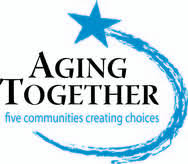 AGING
TOGETHER
five communities creating choices